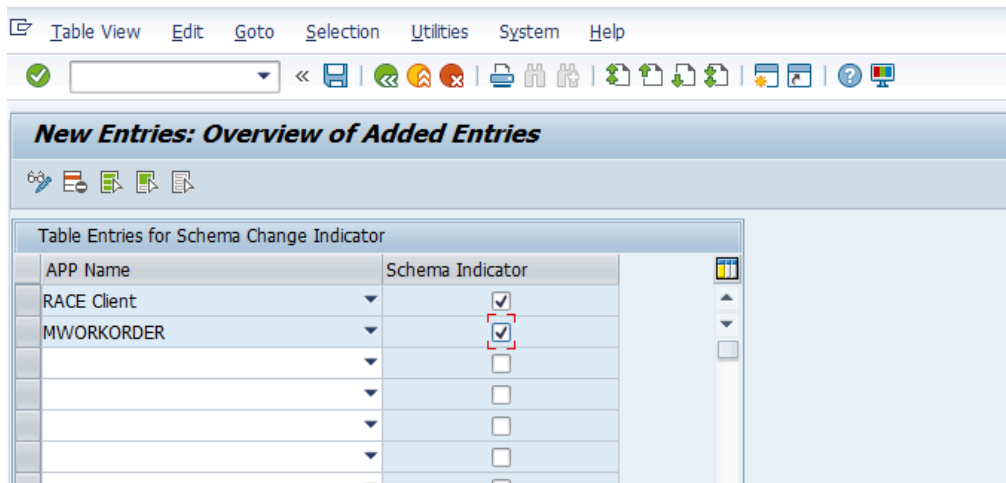 Table View Edit Goto Selection Utilities System Help
New Entries: Overview of Added Entries
Table Entries for Schema Change Indicator
APP Name Schema Indicator
RACE Client
MWORKORDER